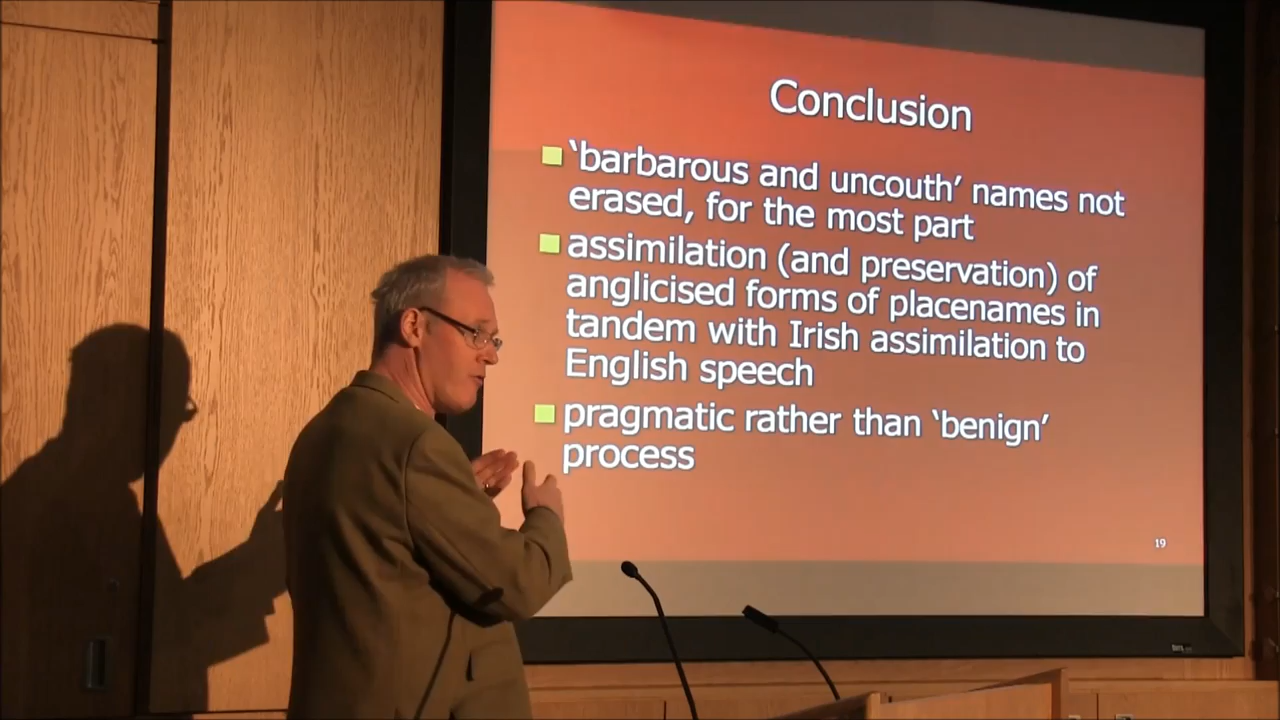 Conclusion
‘barbarous and uncouth’ names not
erased, for the most part
assimilation (and preservation) of
anglicised forms of placenames in
tandem with Irish assimilation to
English speech
pragmatic rather than ‘benign’
process
19